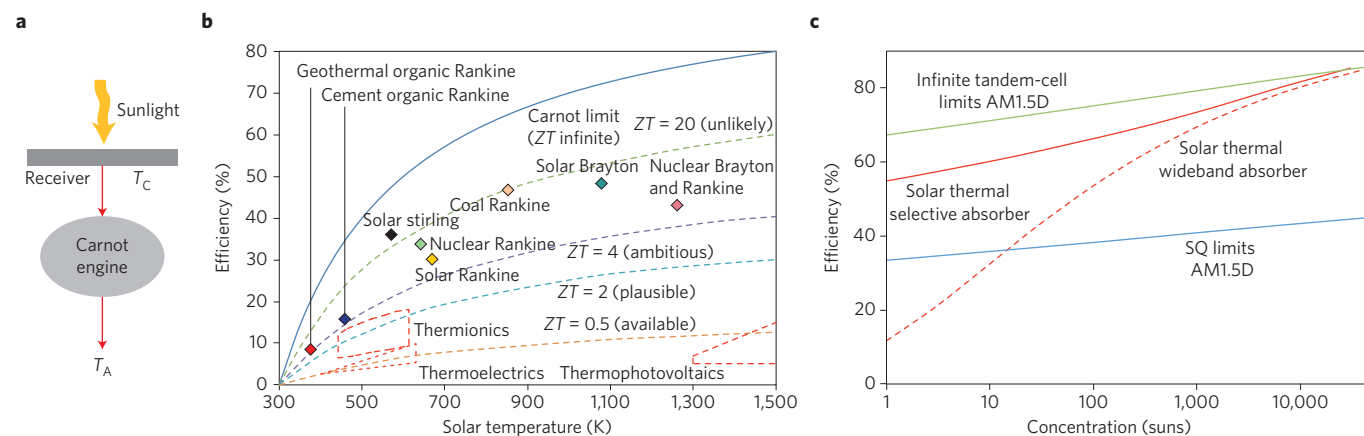 a
Sunlight
Receiver
T_C
Carnot
engine
T_A
b
Efficiency (%)
80
70
60
50
40
30
20
10
0
Geothermal organic Rankine
Cement organic Rankine
Carnot limit
(ZT infinite)
ZT = 20 (unlikely)
Solar Brayton
Nuclear Brayton
and Rankine
Coal Rankine
Solar stirling
Nuclear Rankine
Solar Rankine
ZT = 4 (ambitious)
ZT = 2 (plausible)
ZT = 0.5 (available)
Thermionics
Thermoelectrics
Thermophotovoltaics
300
500
700
900
1,100
1,300
1,500
Solar temperature (K)
c
Efficiency (%)
80
60
40
20
0
Infinite tandem-cell
limits AM1.5D
Solar thermal
wideband absorber
Solar thermal
selective absorber
SQ limits
AM1.5D
1
10
100
1,000
10,000
Concentration (suns)